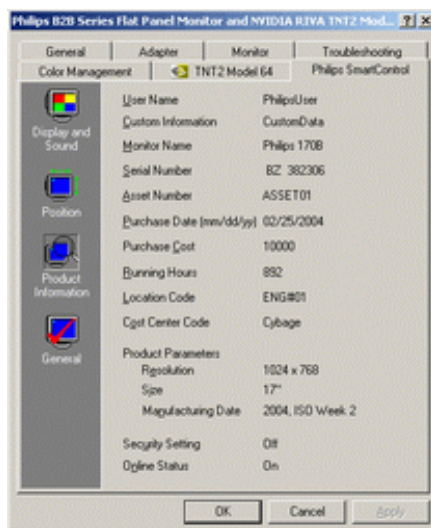 Philips B2B Series Flat Panel Monitor and NVIDIA RIVA TNT2 Mod... ? X
General Adapter Monitor Troubleshooting
Color Management TNT2 Model 64 Philips SmartControl
Display and
Sound
Position
Product
Information
General
User Name PhilipsUser
Custom Information CustomData
Monitor Name Philips 170B
Serial Number BZ 382306
Asset Number ASSET01
Purchase Date (mm/dd/yy) 02/25/2004
Purchase Cost 10000
Running Hours 892
Location Code ENG#01
Cost Center Code Cybage
Product Parameters
Resolution 1024 x 768
Size 17"
Manufacturing Date 2004, ISO Week 2
Security Setting Off
Online Status On
OK Cancel Apply